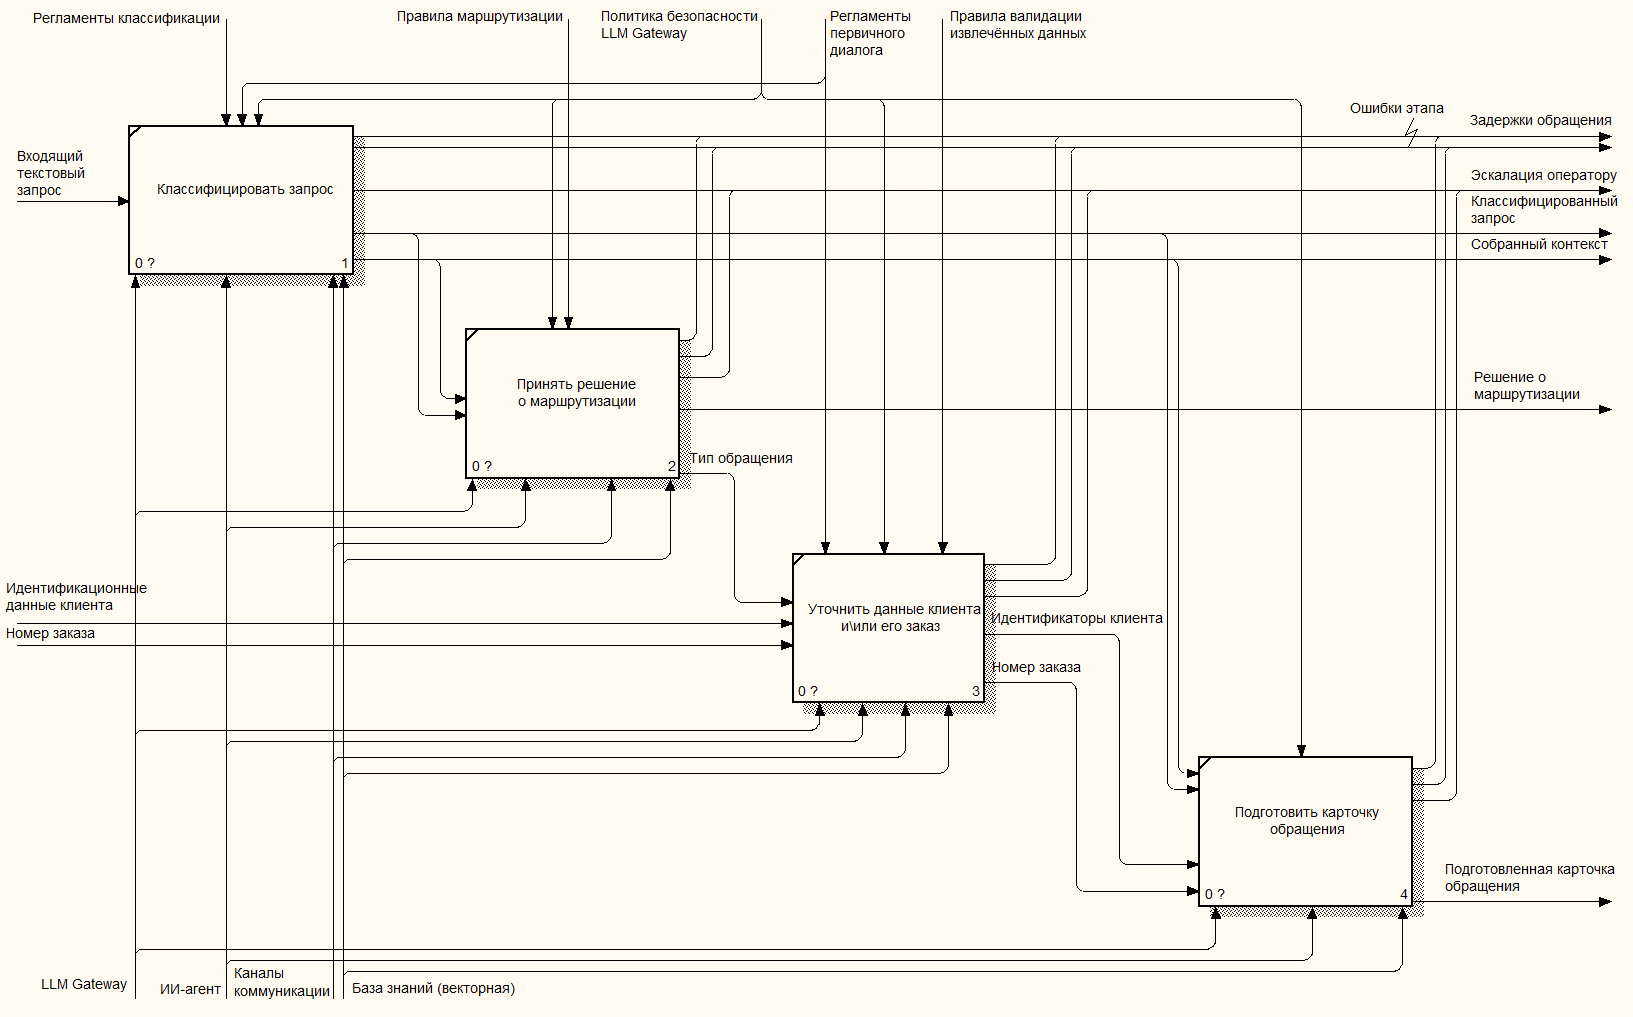 Регламенты классификации
Правила маршрутизации
Политика безопасности
LLM Gateway
Регламенты
первичного
диалога
Правила валидации
извлечённых данных
Ошибки этапа
Задержки обращения
Входящий
текстовый
запрос
Классифицировать запрос
0 ?
1
Эскалация оператору
Классифицированный
запрос
Собранный контекст
Принять решение
о маршрутизации
0 ?
2
Решение о
маршрутизации
Тип обращения
Идентификационные
данные клиента
Номер заказа
Уточнить данные клиента
и\или его заказ
0 ?
3
Идентификаторы клиента
Номер заказа
Подготовить карточку
обращения
0 ?
4
Подготовленная карточка
обращения
LLM Gateway
ИИ-агент
Каналы
коммуникации
База знаний (векторная)